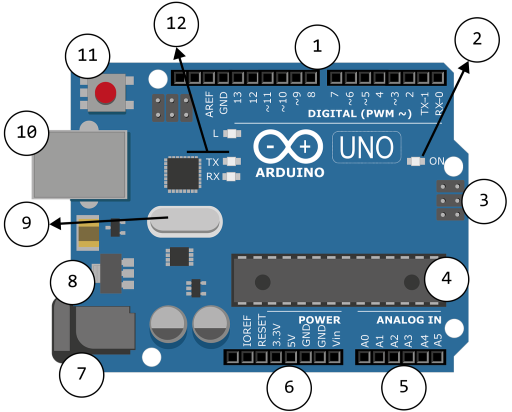 12
1
2
11
AREF
GND
13
12
~11
~10
~9
8
7
~6
~5
4
~3
2
TX-1
RX-0
DIGITAL (PWM ~)
10
L
TX
RX
- +
UNO
ON
ARDUINO
3
9
8
4
POWER
ANALOG IN
IOREF
RESET
3.3V
5V
GND
GND
Vin
A0
A1
A2
A3
A4
A5
7
6
5